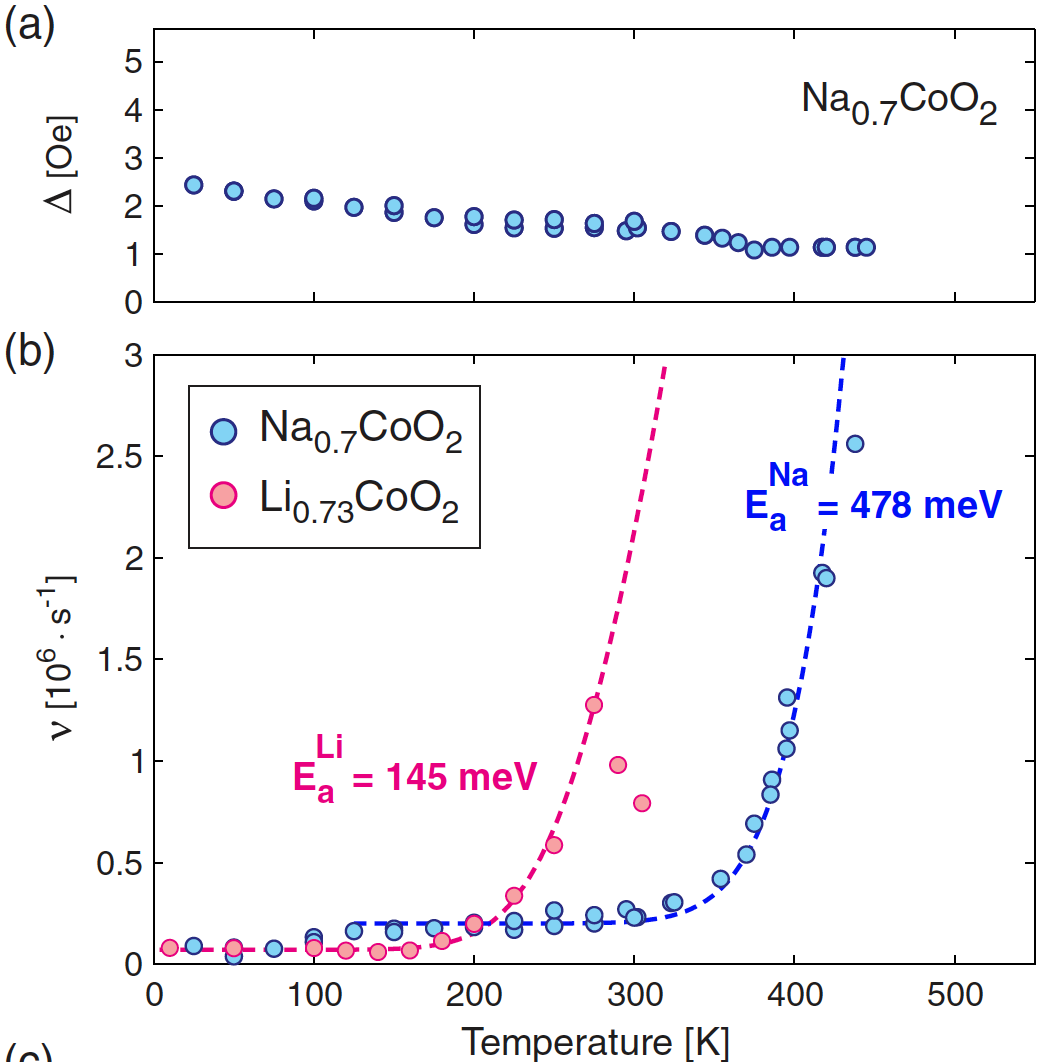 (a)
5
4
3
2
1
0
Δ [Oe]
Na0.7CoO2
(b)
3
2.5
2
1.5
1
0.5
0
ν [10^6 · s^-1]
Na0.7CoO2
Li0.73CoO2
Ea^Na = 478 meV
Ea^Li = 145 meV
0 100 200 300 400 500
Temperature [K]
(c)